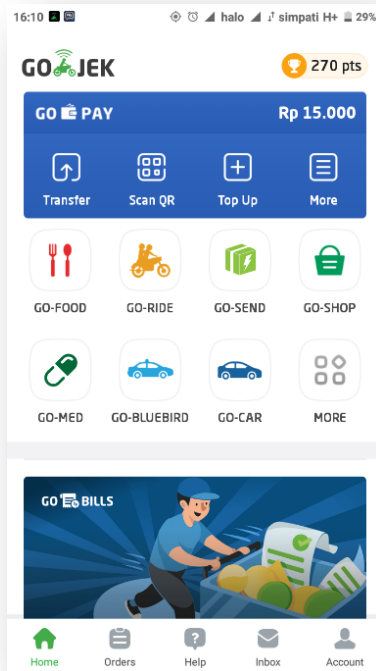 16:10 halo simpati H+ 29%
GO JEK 270 pts
GO PAY Rp 15.000
Transfer Scan QR Top Up More
GO-FOOD GO-RIDE GO-SEND GO-SHOP
GO-MED GO-BLUEBIRD GO-CAR MORE
GO BILLS
Home Orders Help Inbox Account